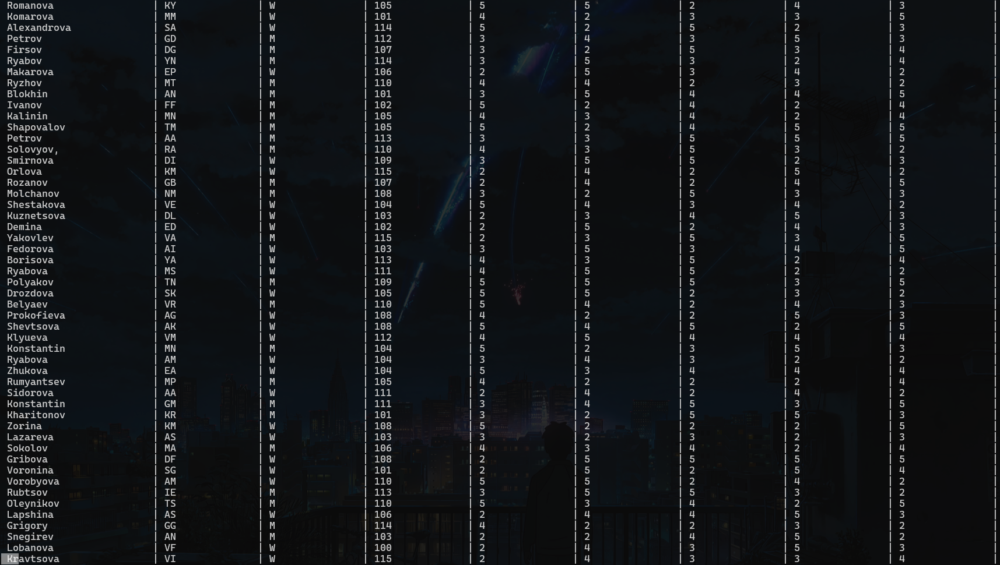 Romanova | KY | W | 105 | 5 | 5 | 2 | 4 | 3 |
Komarova | MM | W | 101 | 4 | 2 | 3 | 3 | 5 |
Alexandrova | SA | W | 114 | 5 | 2 | 5 | 2 | 3 |
Petrov | GD | M | 112 | 3 | 4 | 3 | 5 | 3 |
Firsov | DG | M | 107 | 3 | 2 | 5 | 3 | 4 |
Ryabov | YN | M | 114 | 3 | 5 | 3 | 2 | 4 |
Makarova | EP | W | 106 | 2 | 5 | 3 | 4 | 2 |
Ryzhov | MT | M | 110 | 4 | 4 | 2 | 3 | 2 |
Blokhin | AN | M | 101 | 3 | 5 | 4 | 4 | 5 |
Ivanov | FF | M | 102 | 5 | 2 | 4 | 2 | 4 |
Kalinin | MN | M | 105 | 4 | 3 | 4 | 2 | 4 |
Shapovalov | TM | M | 105 | 5 | 2 | 4 | 5 | 5 |
Petrov | AA | M | 113 | 3 | 3 | 5 | 5 | 5 |
Solovyov, | RA | M | 110 | 4 | 3 | 5 | 3 | 2 |
Smirnova | DI | W | 109 | 3 | 5 | 5 | 2 | 3 |
Orlova | KM | W | 115 | 2 | 4 | 2 | 5 | 2 |
Rozanov | GB | M | 107 | 2 | 4 | 2 | 4 | 5 |
Molchanov | NM | M | 108 | 3 | 2 | 5 | 3 | 3 |
Shestakova | VE | W | 104 | 5 | 4 | 3 | 4 | 2 |
Kuznetsova | DL | W | 103 | 2 | 3 | 4 | 5 | 3 |
Demina | ED | W | 102 | 2 | 5 | 2 | 4 | 3 |
Yakovlev | VA | M | 115 | 2 | 3 | 5 | 3 | 5 |
Fedorova | AI | W | 103 | 3 | 5 | 3 | 4 | 5 |
Borisova | YA | W | 113 | 4 | 3 | 5 | 2 | 4 |
Ryabova | MS | W | 111 | 4 | 5 | 5 | 2 | 2 |
Polyakov | TN | M | 109 | 5 | 5 | 5 | 3 | 5 |
Drozdova | SK | W | 105 | 5 | 5 | 2 | 3 | 2 |
Belyaev | VR | M | 110 | 5 | 4 | 2 | 4 | 3 |
Prokofieva | AG | W | 108 | 4 | 2 | 2 | 5 | 3 |
Shevtsova | AK | W | 108 | 5 | 4 | 5 | 2 | 5 |
Klyueva | VM | W | 112 | 4 | 5 | 4 | 4 | 4 |
Konstantin | MN | M | 104 | 5 | 2 | 3 | 5 | 3 |
Ryabova | AM | W | 104 | 3 | 4 | 3 | 2 | 2 |
Zhukova | EA | W | 104 | 5 | 3 | 4 | 4 | 4 |
Rumyantsev | MP | M | 105 | 4 | 2 | 2 | 2 | 4 |
Sidorova | AA | W | 111 | 2 | 4 | 2 | 4 | 2 |
Konstantin | GM | M | 111 | 3 | 4 | 5 | 3 | 5 |
Kharitonov | KR | M | 101 | 3 | 2 | 5 | 5 | 3 |
Zorina | KM | W | 108 | 5 | 2 | 2 | 2 | 5 |
Lazareva | AS | W | 103 | 3 | 2 | 3 | 2 | 3 |
Sokolov | MA | M | 106 | 4 | 3 | 4 | 2 | 4 |
Gribova | DF | W | 108 | 2 | 5 | 5 | 5 | 5 |
Voronina | SG | W | 101 | 2 | 5 | 2 | 5 | 4 |
Vorobyova | AM | W | 110 | 5 | 5 | 2 | 4 | 2 |
Rubtsov | IE | M | 113 | 3 | 5 | 5 | 3 | 2 |
Oleynikov | TS | M | 110 | 5 | 3 | 4 | 2 | 5 |
Lapshina | AS | W | 106 | 2 | 4 | 4 | 5 | 3 |
Grigory | GG | M | 114 | 4 | 2 | 2 | 3 | 2 |
Snegirev | AN | M | 103 | 2 | 2 | 4 | 5 | 2 |
Lobanova | VF | W | 100 | 2 | 4 | 3 | 5 | 3 |
Kravtsova | VI | W | 115 | 2 | 4 | 3 | 3 | 4 |